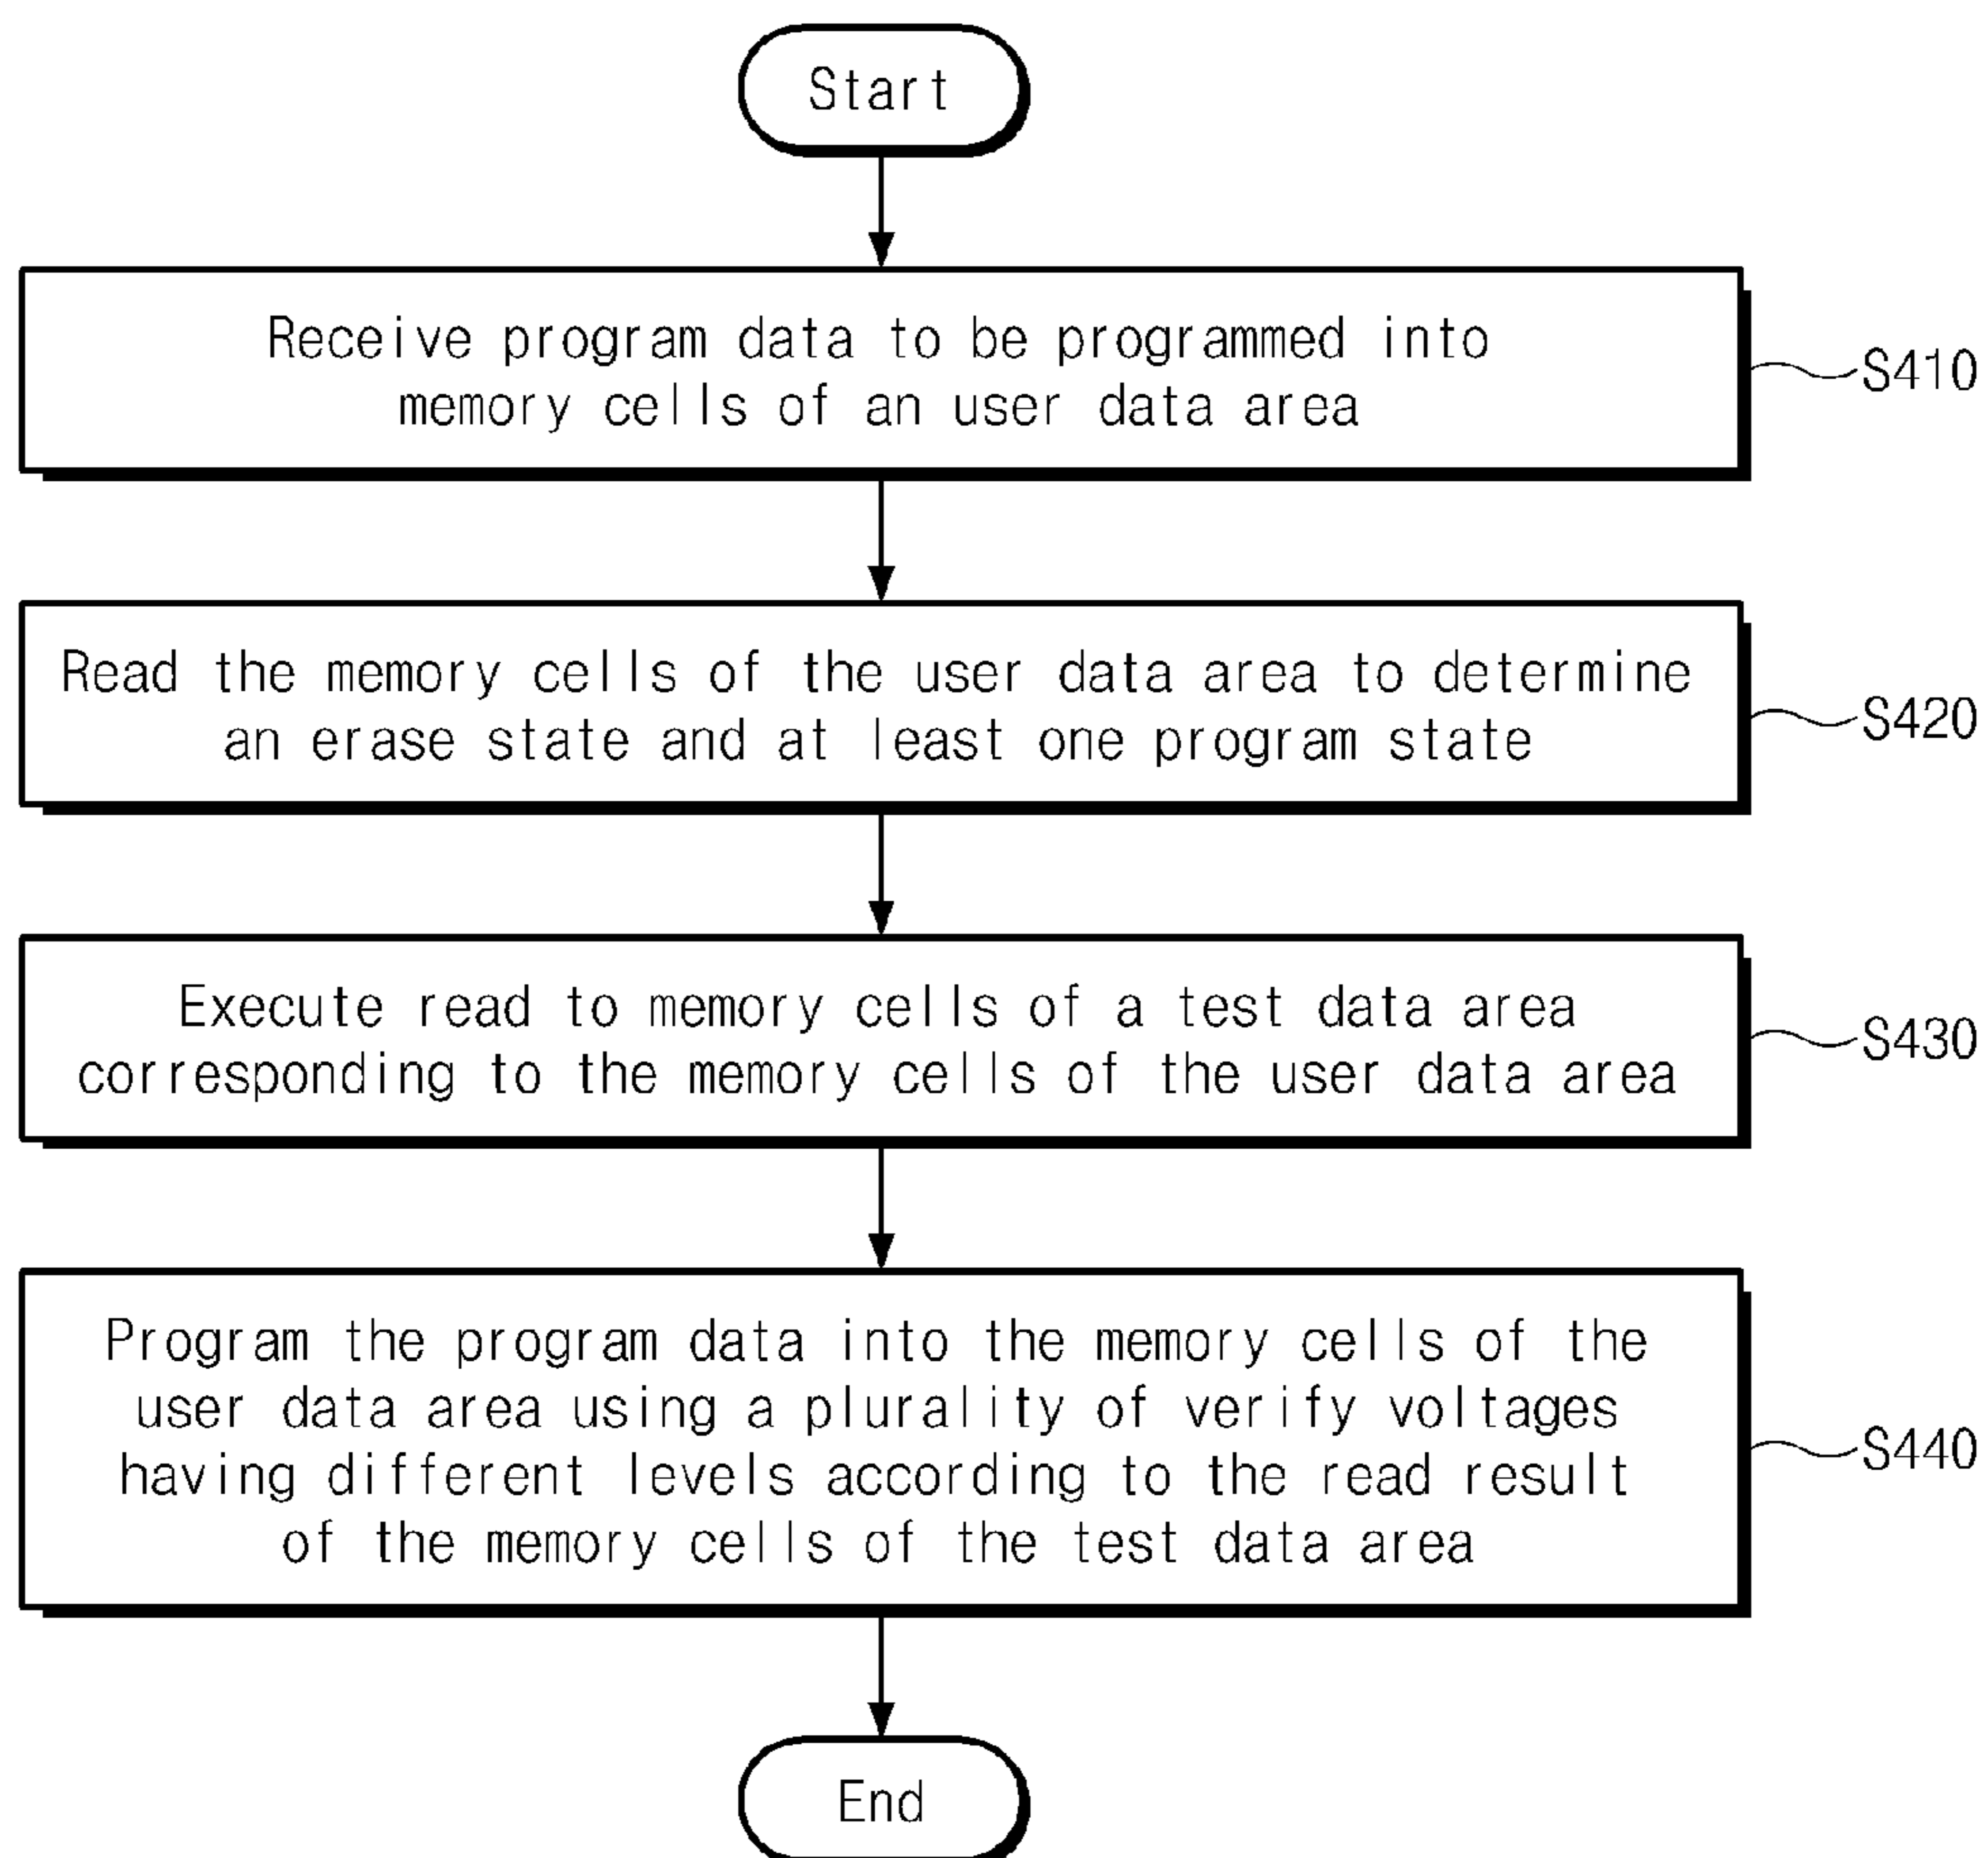 Start
Receive program data to be programmed into
memory cells of an user data area
S410
Read the memory cells of the user data area to determine
an erase state and at least one program state
S420
Execute read to memory cells of a test data area
corresponding to the memory cells of the user data area
S430
Program the program data into the memory cells of the
user data area using a plurality of verify voltages
having different levels according to the read result
of the memory cells of the test data area
S440
End